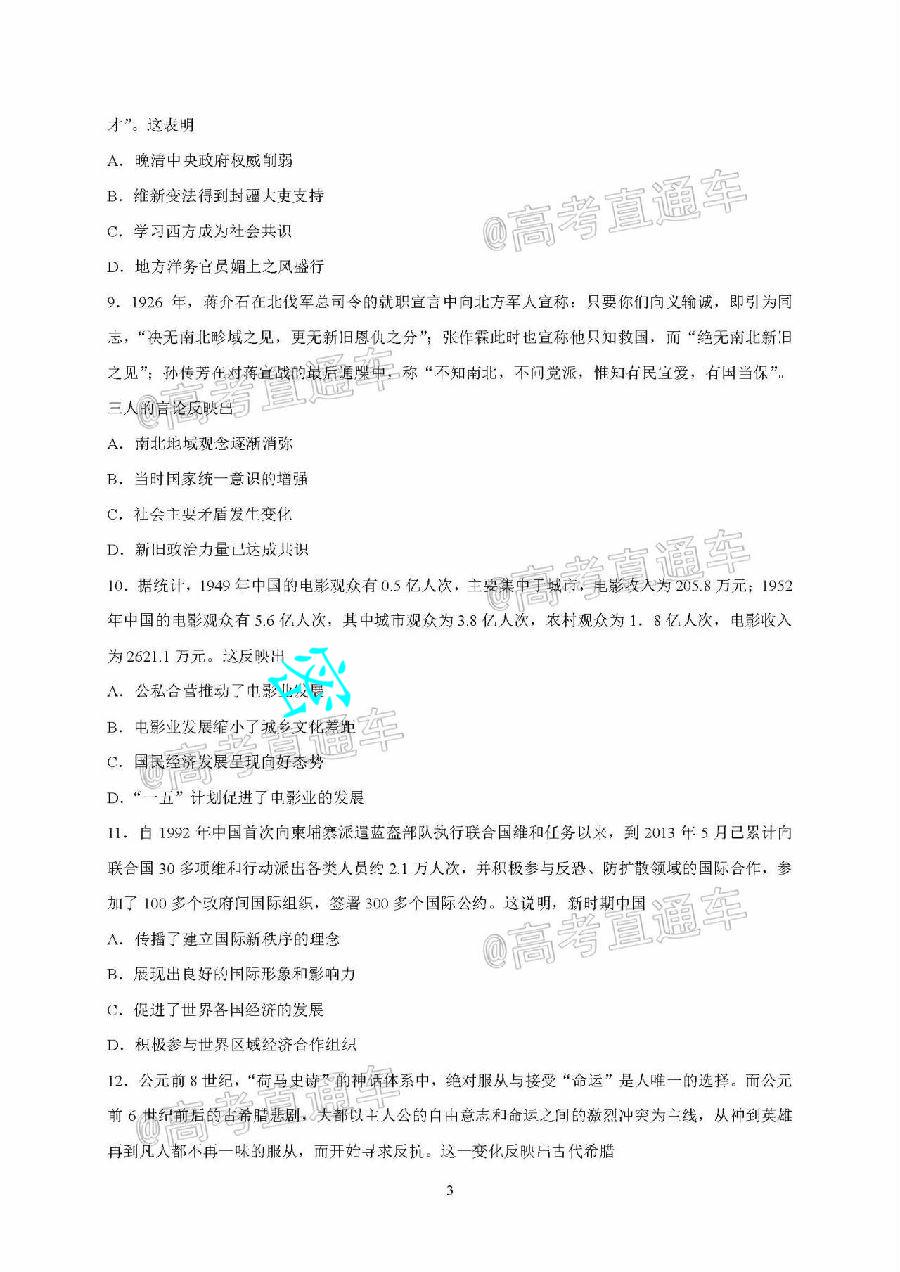 才”。这表明
A．晚清中央政府权威削弱
B．维新变法得到封疆大吏支持
C．学习西方成为社会共识
D．地方洋务官员媚上之风盛行
9．1926 年，蒋介石在北伐军总司令的就职宣言中向北方军人宣称：只要你们向义输诚，即引为同
志，“决无南北畛域之见，更无新旧恩仇之分”；张作霖此时也宣称他只知救国，而“绝无南北新旧
之见”；孙传芳在对蒋宣战的最后通牒中，称“不知南北，不问党派，惟知有民宜爱，有国当保”。.
三人的言论反映出
A．南北地域观念逐渐消弥
B．当时国家统一意识的增强
C．社会主要矛盾发生变化
D．新旧政治力量已达成共识
10．据统计，1949 年中国的电影观众有 0.5 亿人次，主要集中于城市，电影收入为 205.8 万元；1952
年中国的电影观众有 5.6 亿人次，其中城市观众为 3.8 亿人次，农村观众为 1．8 亿人次，电影收入
为 2621.1 万元。这反映出
A．公私合营推动了电影业发展
B．电影业发展缩小了城乡文化差距
C．国民经济发展呈现向好态势
D．“一五”计划促进了电影业的发展
11．自 1992 年中国首次向柬埔寨派遣蓝盔部队执行联合国维和任务以来，到 2013 年 5 月已累计向
联合国 30 多项维和行动派出各类人员约 2.1 万人次，并积极参与反恐、防扩散领域的国际合作，参
加了 100 多个政府间国际组织，签署 300 多个国际公约。这说明，新时期中国
A．传播了建立国际新秩序的理念
B．展现出良好的国际形象和影响力
C．促进了世界各国经济的发展
D．积极参与世界区域经济合作组织
12．公元前 8 世纪，“荷马史诗”的神话体系中，绝对服从与接受“命运”是人唯一的选择。而公元
前 6 世纪前后的古希腊悲剧，大都以主人公的自由意志和命运之间的激烈冲突为主线，从神到英雄
再到凡人都不再一味的服从，而开始寻求反抗。这一变化反映出古代希腊
3
@高考直通车
@高考直通车
@高考直通车
@高考直通车
@高考直通车
@高考直通车
密